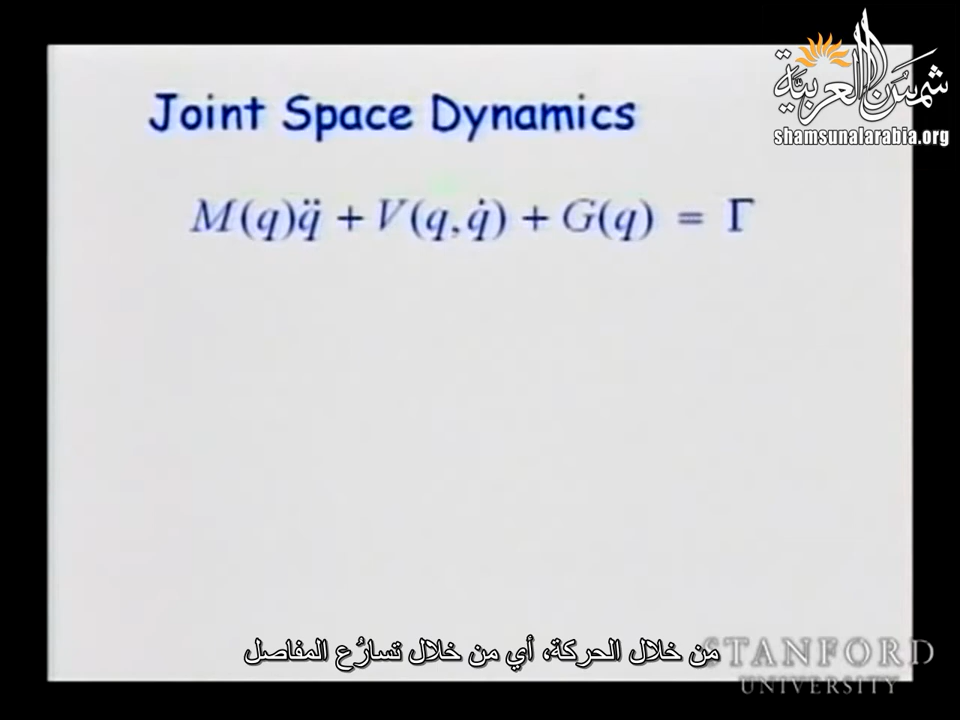 شمس العربية
shamsunalarabia.org
Joint Space Dynamics
M(q)q̈ + V(q, q̇) + G(q) = Γ
من خلال الحركة، أي من خلال تسارُع المفاصل
STANFORD
UNIVERSITY